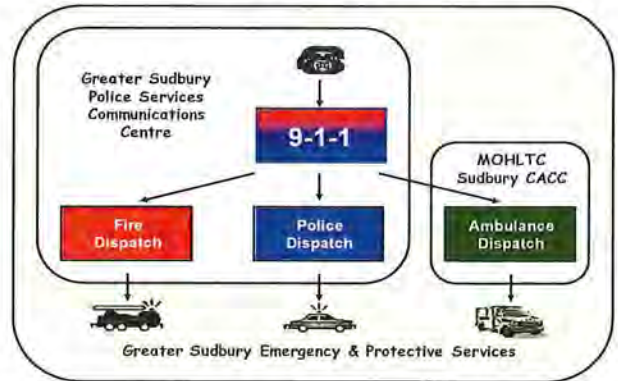 Greater Sudbury
Police Services
Communications
Centre
9-1-1
MOHLTC
Sudbury CACC
Fire
Dispatch
Police
Dispatch
Ambulance
Dispatch
Greater Sudbury Emergency & Protective Services